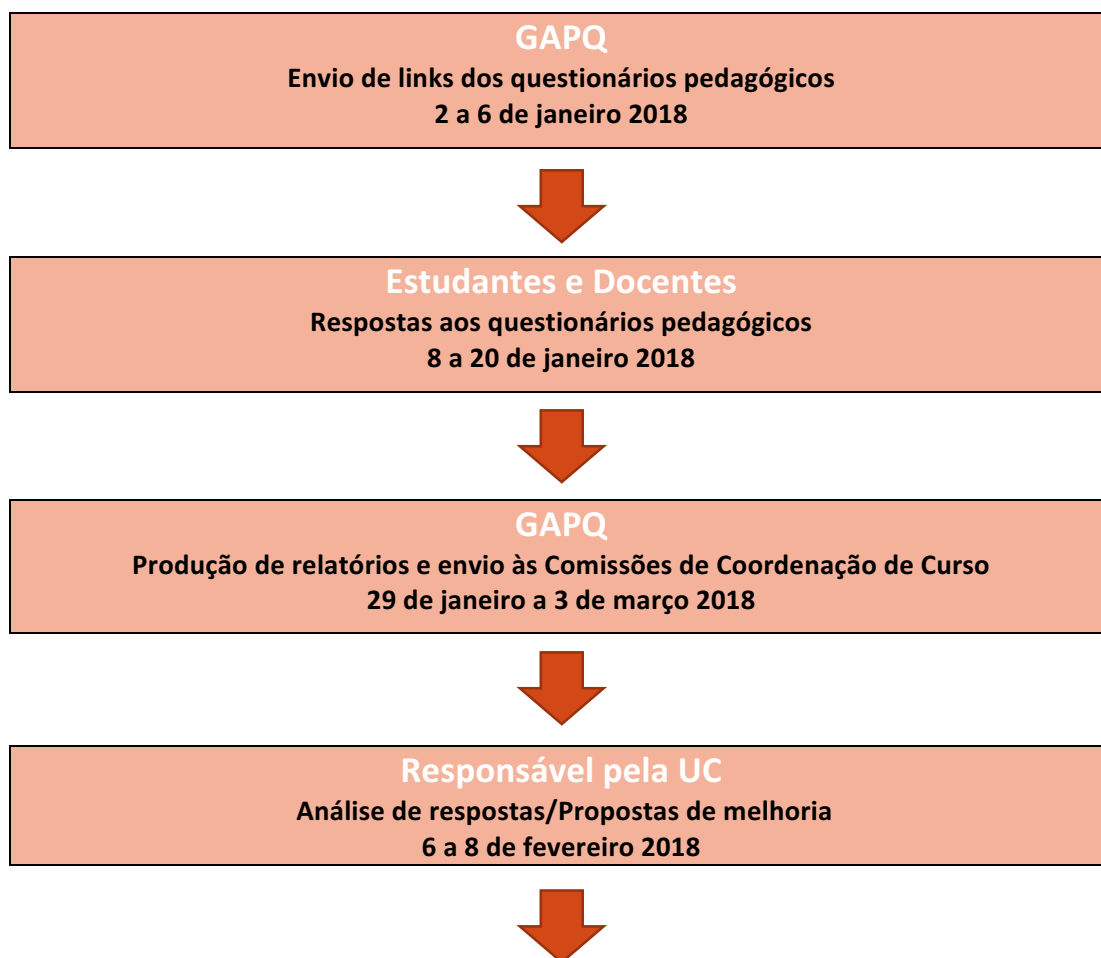 GAPQ
Envio de links dos questionários pedagógicos
2 a 6 de janeiro 2018
Estudantes e Docentes
Respostas aos questionários pedagógicos
8 a 20 de janeiro 2018
GAPQ
Produção de relatórios e envio às Comissões de Coordenação de Curso
29 de janeiro a 3 de março 2018
Responsável pela UC
Análise de respostas/Propostas de melhoria
6 a 8 de fevereiro 2018